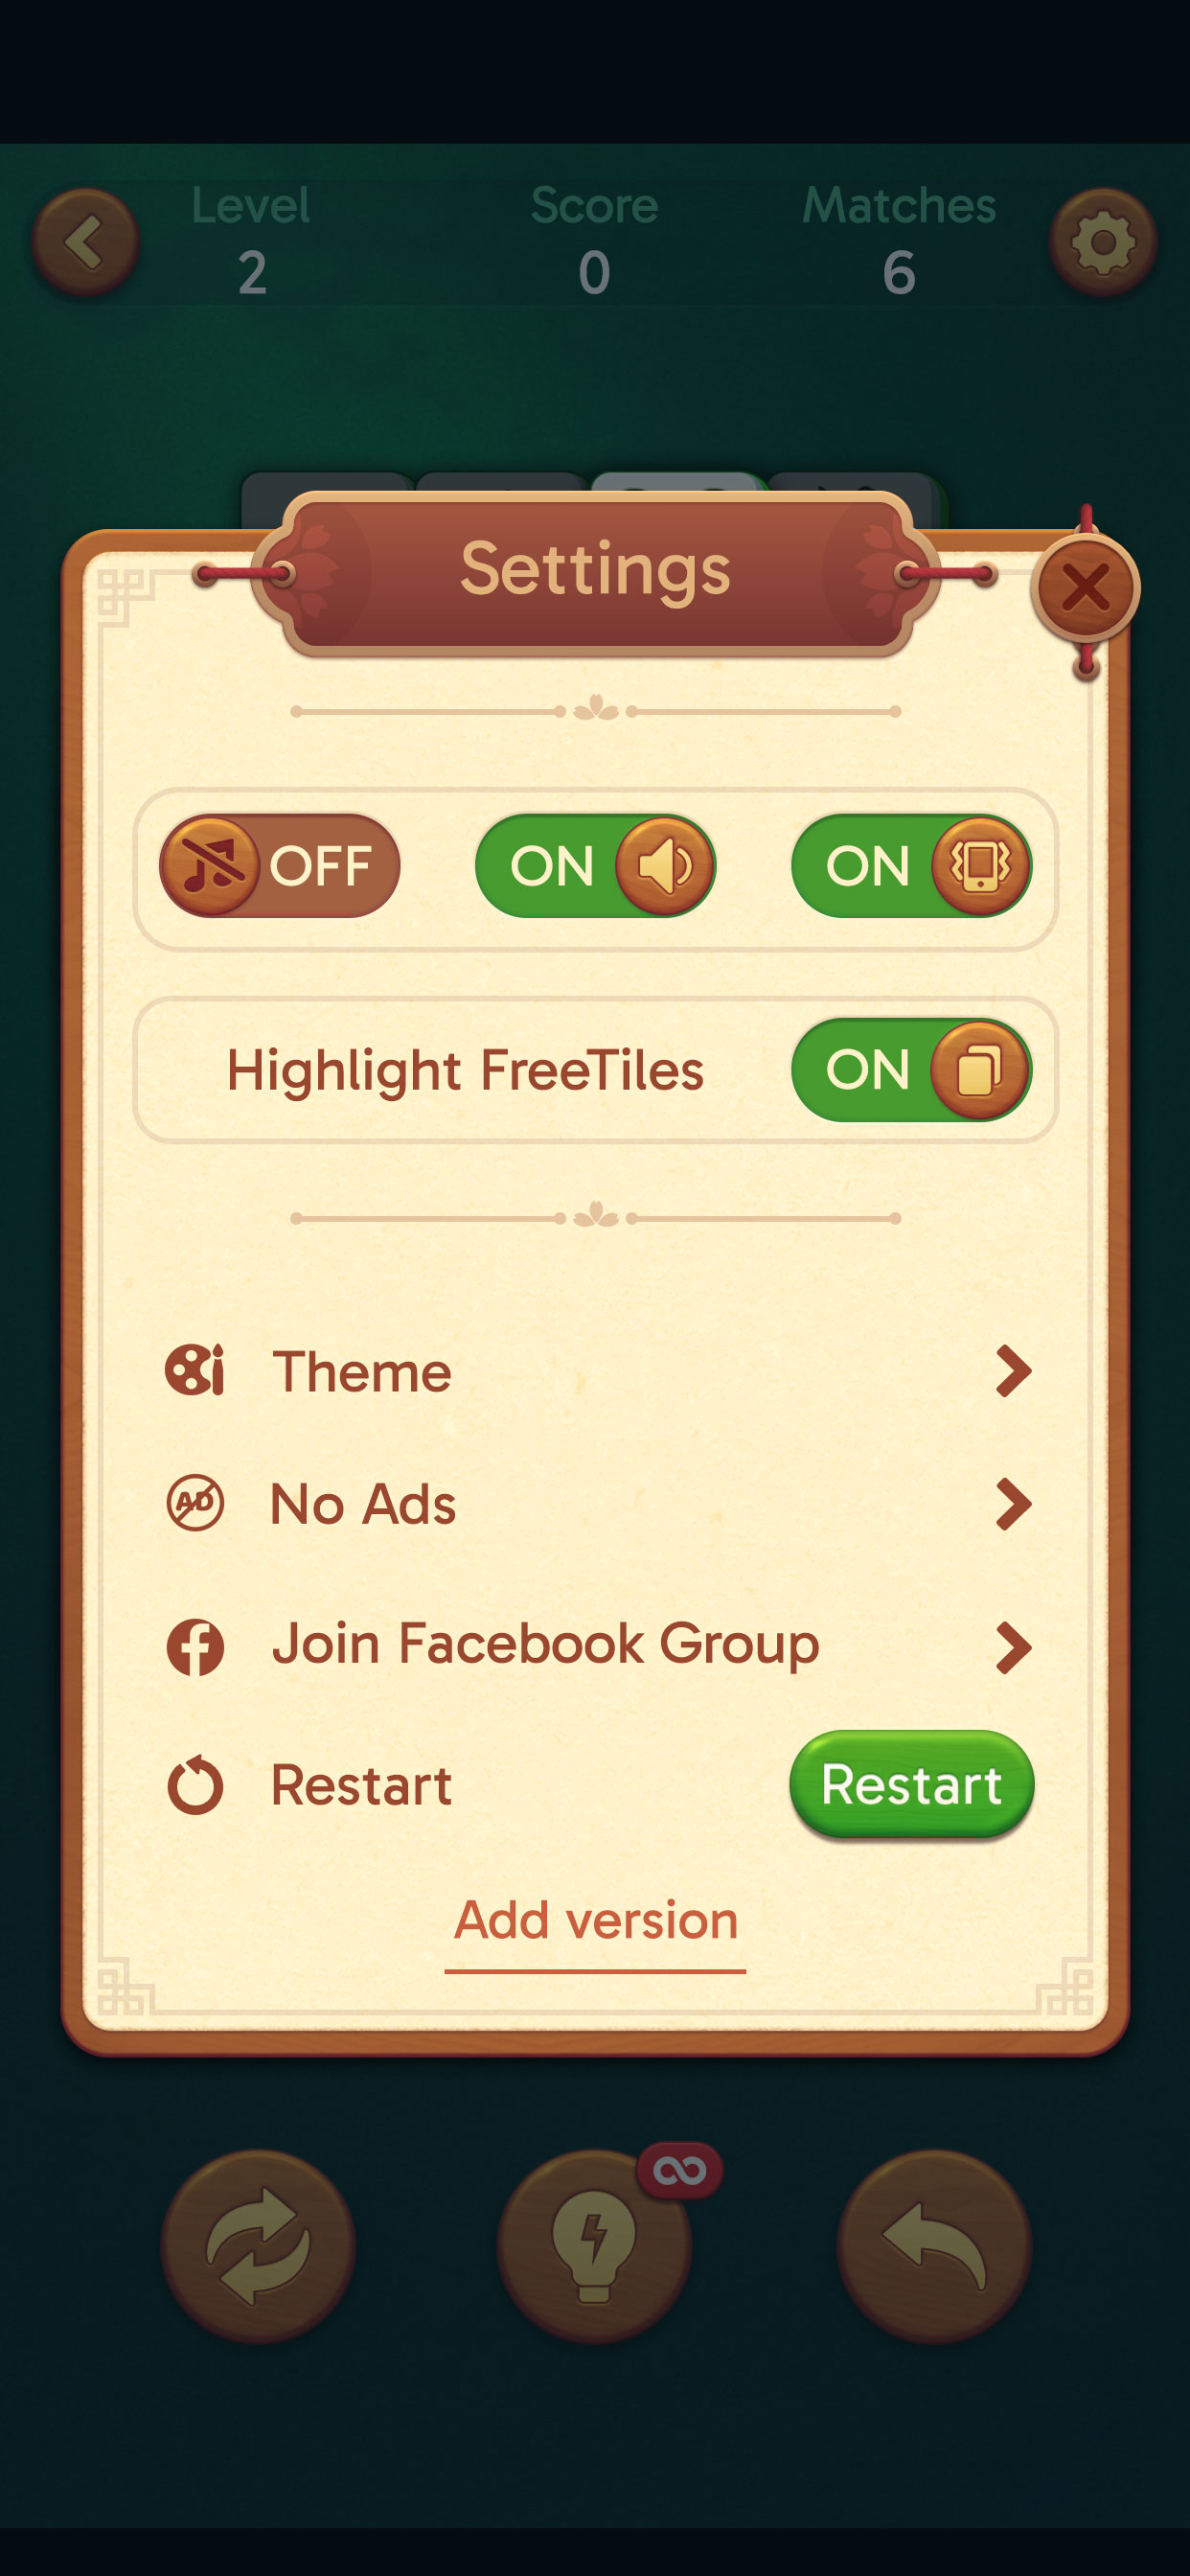 Level Score Matches
2 0 6
Settings
OFF ON ON
Highlight FreeTiles ON
Theme
AD No Ads
Join Facebook Group
Restart Restart
Add version
∞